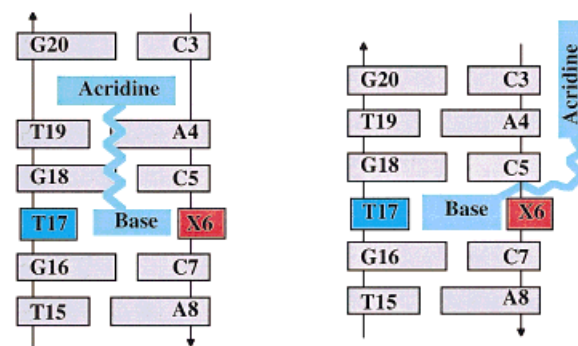 G20 C3
Acridine
T19 A4
G18 C5
T17 Base X6
G16 C7
T15 A8
G20 C3
T19 A4
G18 C5
T17 Base X6
G16 C7
T15 A8
Acridine